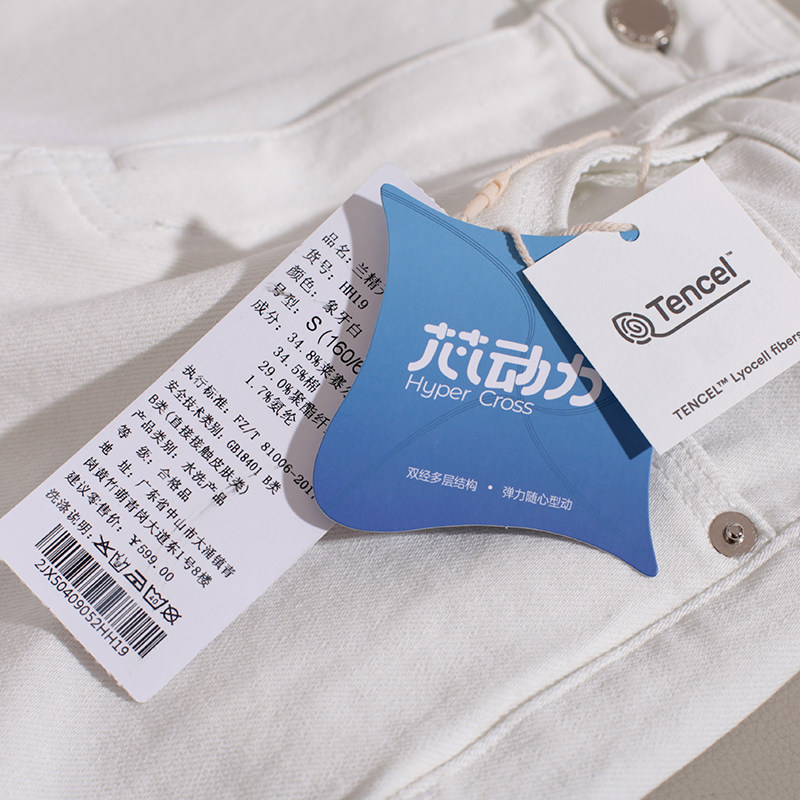 品名: 兰精
货号: HH19
颜色: 象牙白
号型: S (160/6
成分: 34.8%莱赛
34.5%棉
29.0%聚酯纤
1.7%氨纶
执行标准: FZ/T 81006-201
安全技术类别: GB18401 B类
B类(直接接触皮肤类)
产品类别: 水洗产品
等 级: 合格品
地 址: 广东省中山市大涌镇青
岗黄竹荫青岗大道东1号8楼
建议零售价: ¥599.00
洗涤说明:
2JX50409052HH19
芯动力
Hyper Cross
双经多层结构 • 弹力随心型动
Tencel™
TENCEL™ Lyocell fibers